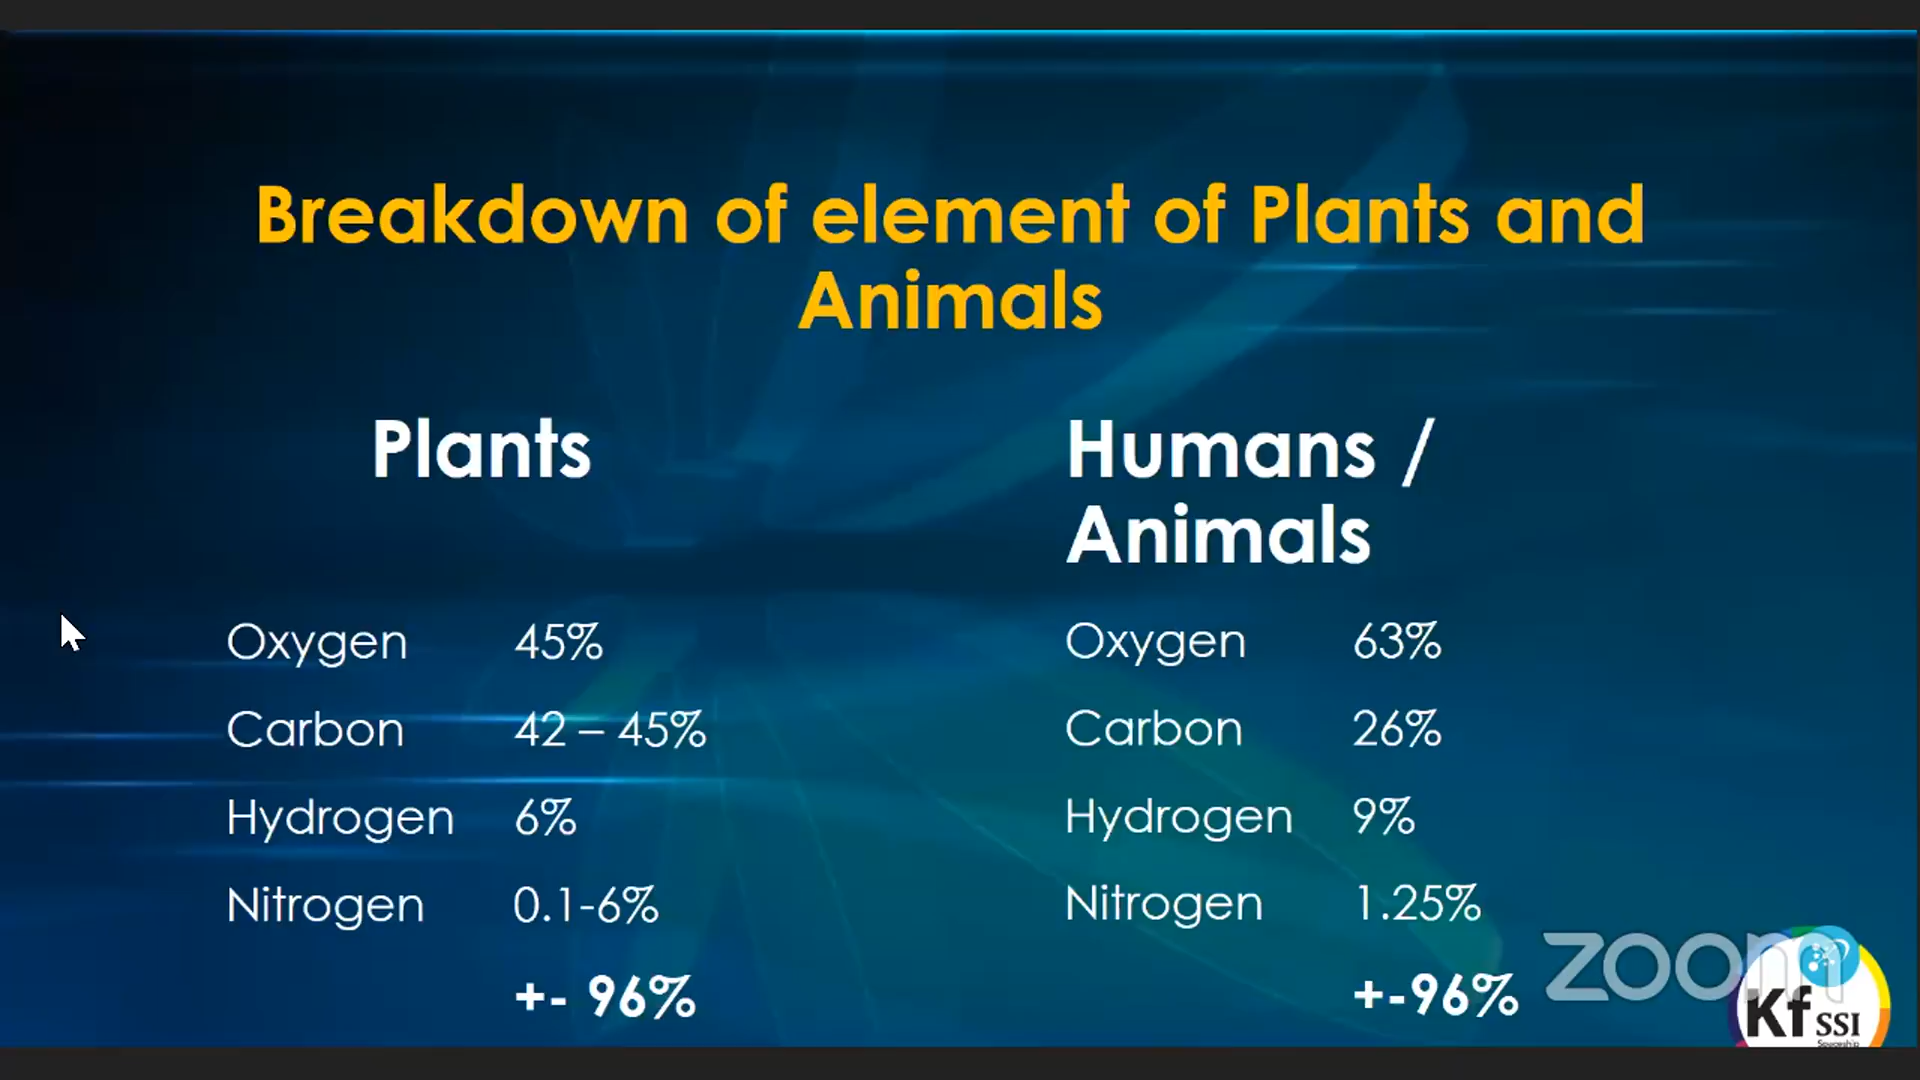 Breakdown of element of Plants and
Animals
Plants
Humans /
Animals
Oxygen 45%
Carbon 42 – 45%
Hydrogen 6%
Nitrogen 0.1-6%
+- 96%
Oxygen 63%
Carbon 26%
Hydrogen 9%
Nitrogen 1.25%
+-96%
zoom
Kf SSI